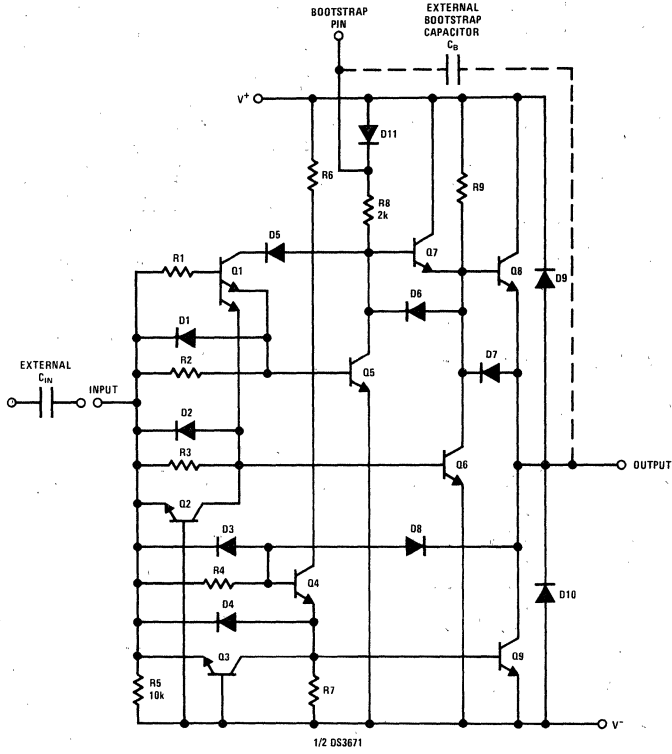 BOOTSTRAP
PIN
EXTERNAL
BOOTSTRAP
CAPACITOR
CB
V+
D11
R6
R8
2k
R9
D5
R1
Q1
Q7
Q8
D9
D1
D6
D7
R2
Q5
EXTERNAL
CIN
INPUT
D2
R3
Q6
OUTPUT
Q2
D3
D8
R4
Q4
D10
D4
Q3
Q9
R5
10k
R7
V-
1/2 DS3671